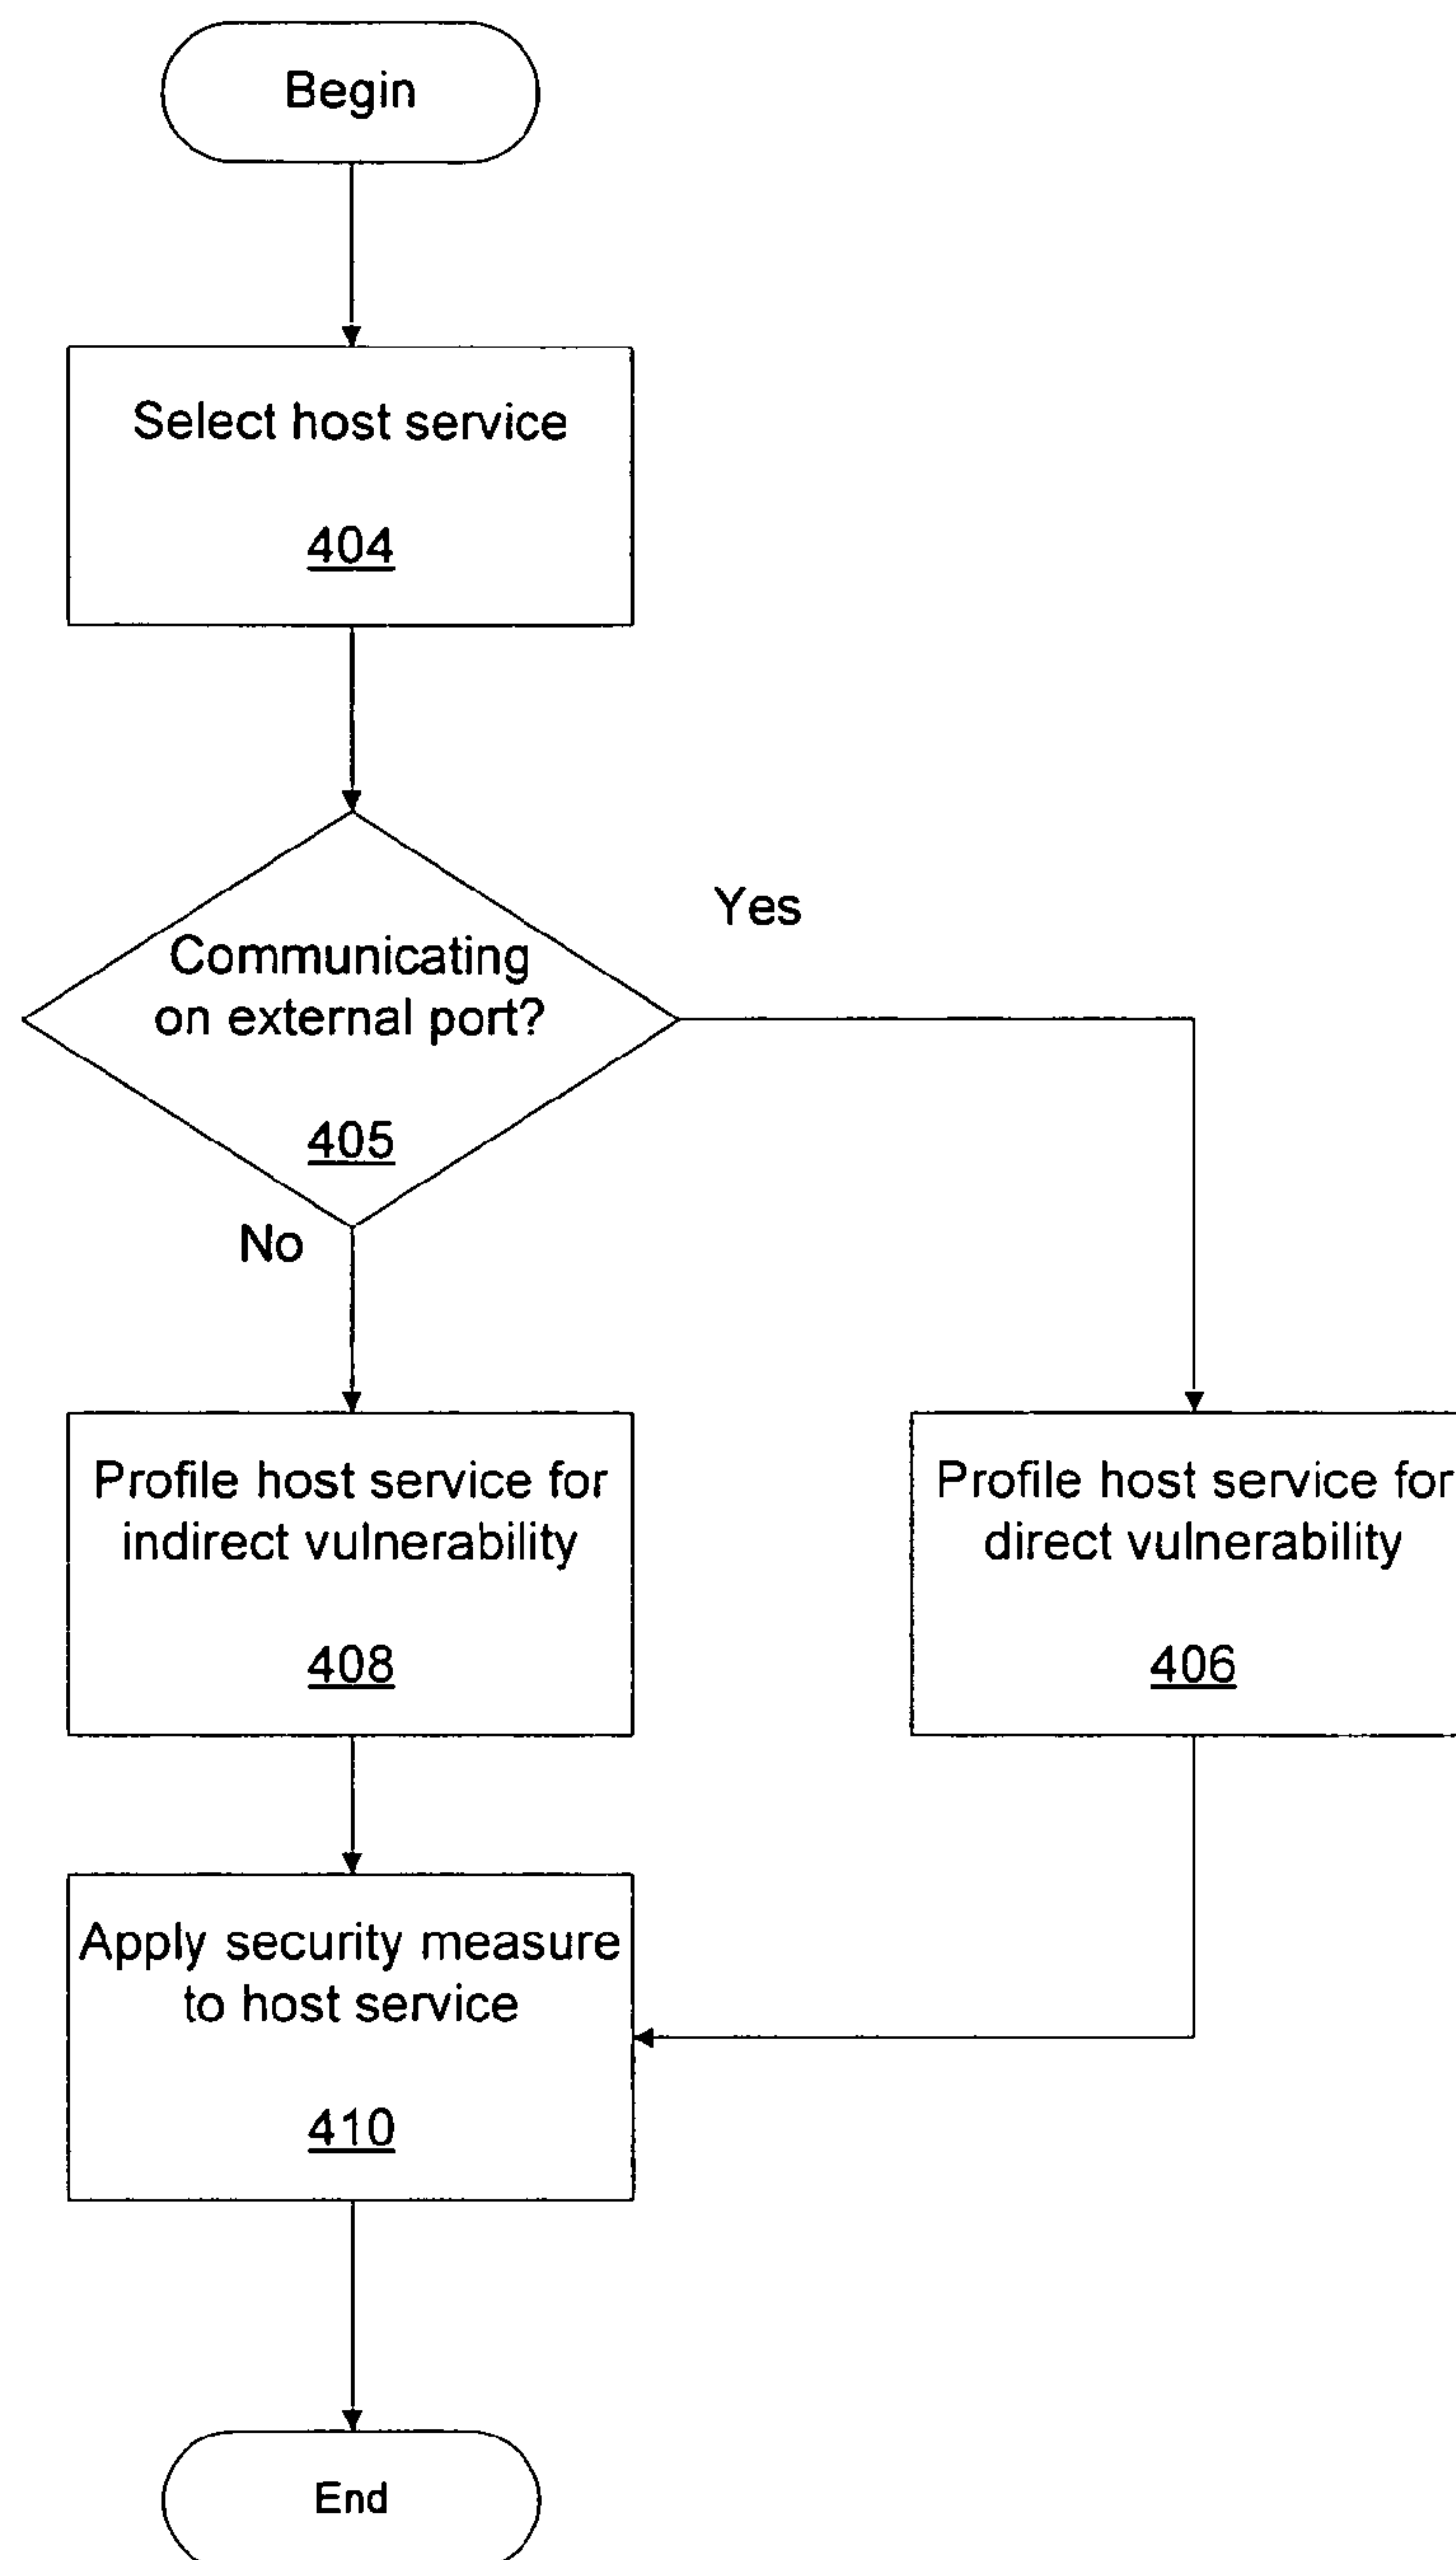 Begin
Select host service
404
Communicating
on external port?
405
Yes
No
Profile host service for
indirect vulnerability
408
Profile host service for
direct vulnerability
406
Apply security measure
to host service
410
End